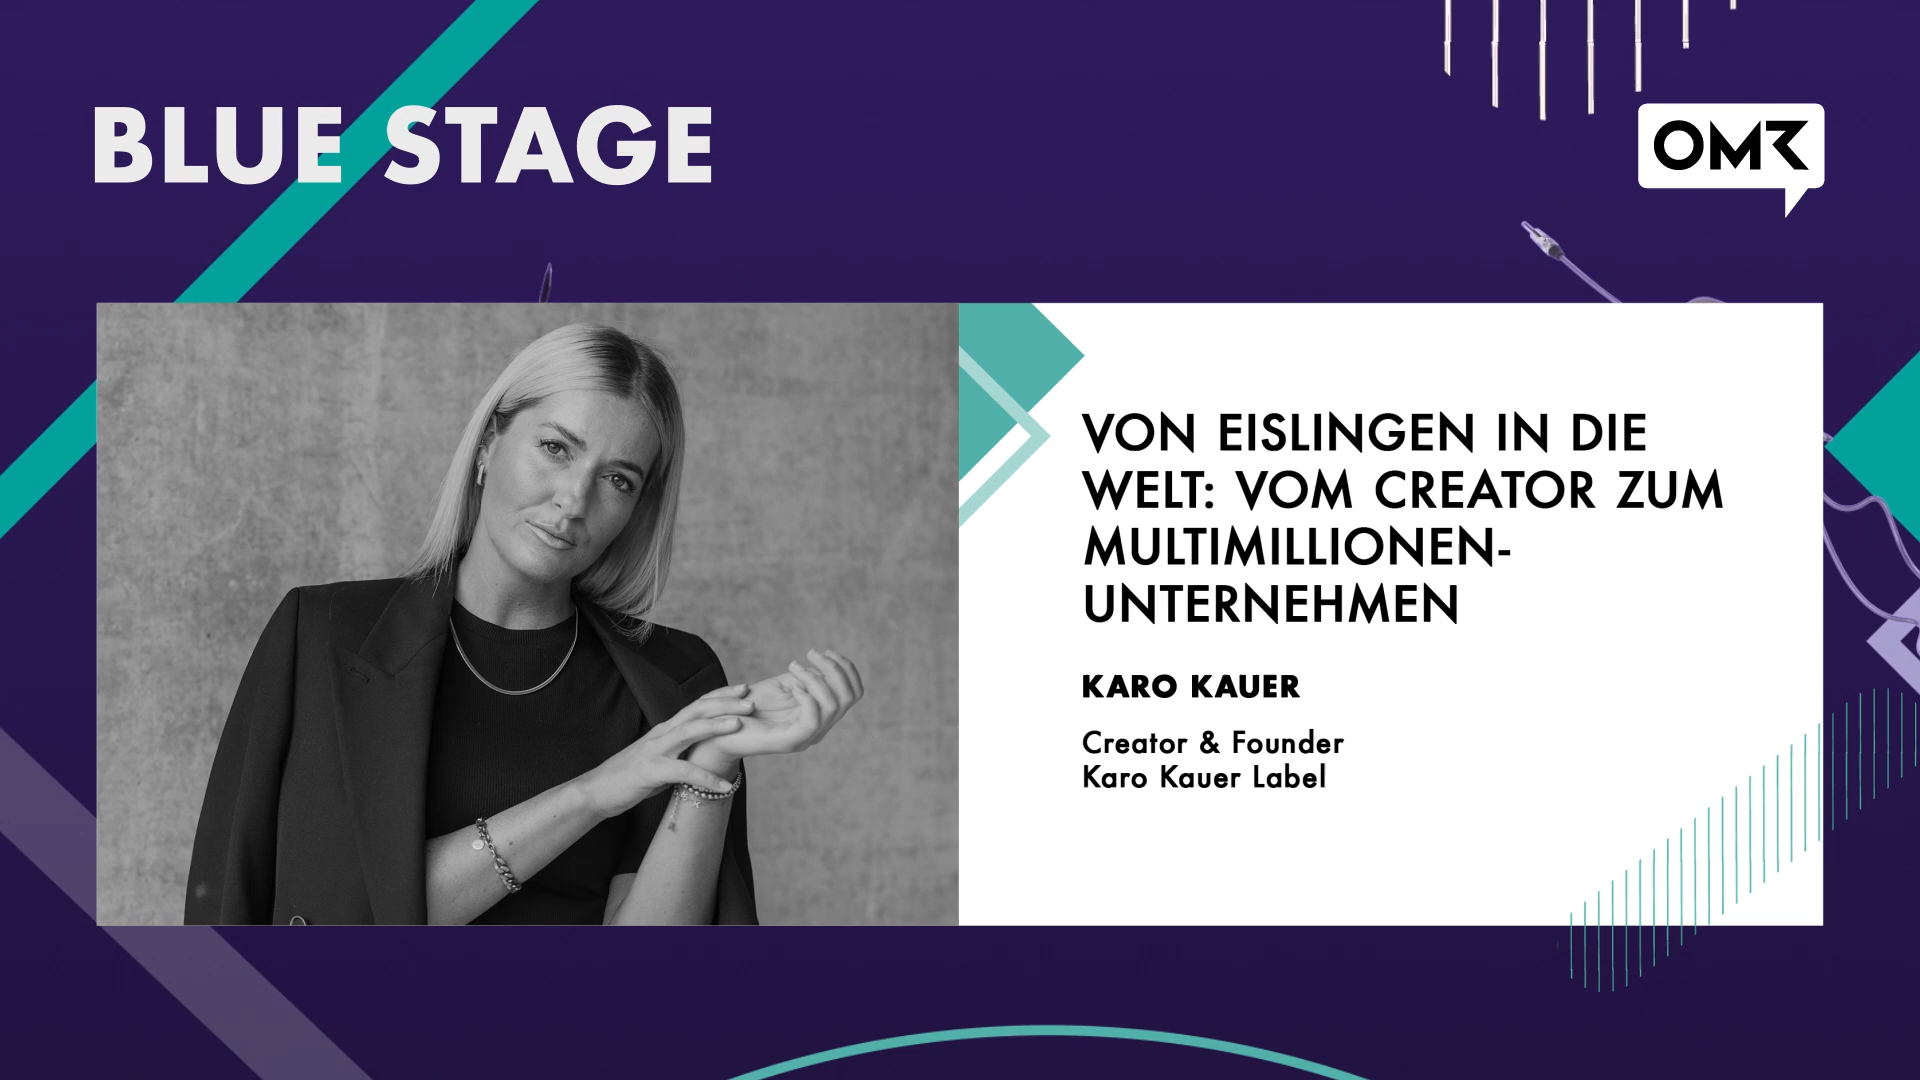 BLUE STAGE
OMR
VON EISLINGEN IN DIE
WELT: VOM CREATOR ZUM
MULTIMILLIONEN-
UNTERNEHMEN
KARO KAUER
Creator & Founder
Karo Kauer Label